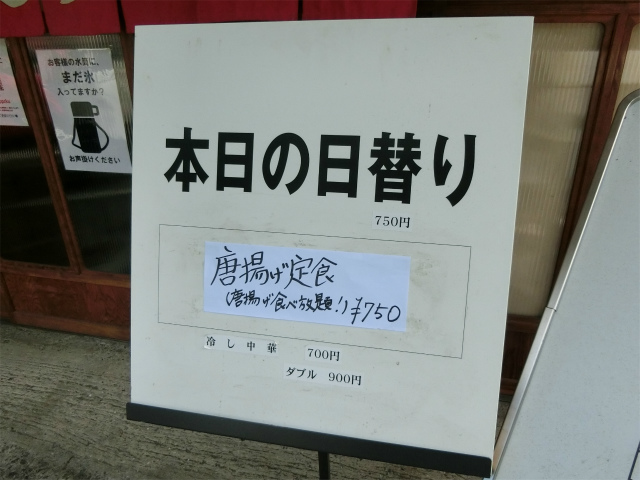 お客様の水筒に、
まだ氷
入ってますか?
お声掛けください
本日の日替り
750円
唐揚げ定食
(唐揚げ食べ放題!) ¥750
冷し中華 700円
ダブル 900円